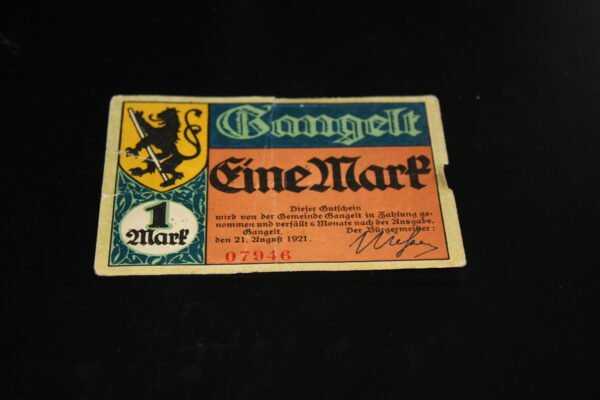 Gangelt
Eine Mark
Dieser Gutschein
wird von der Gemeinde Gangelt in Zahlung ge-
nommen und verfällt 6 Monate nach der Ausgabe.
Gangelt, Der Bürgermeister:
den 21. August 1921.
07946
1
Mark